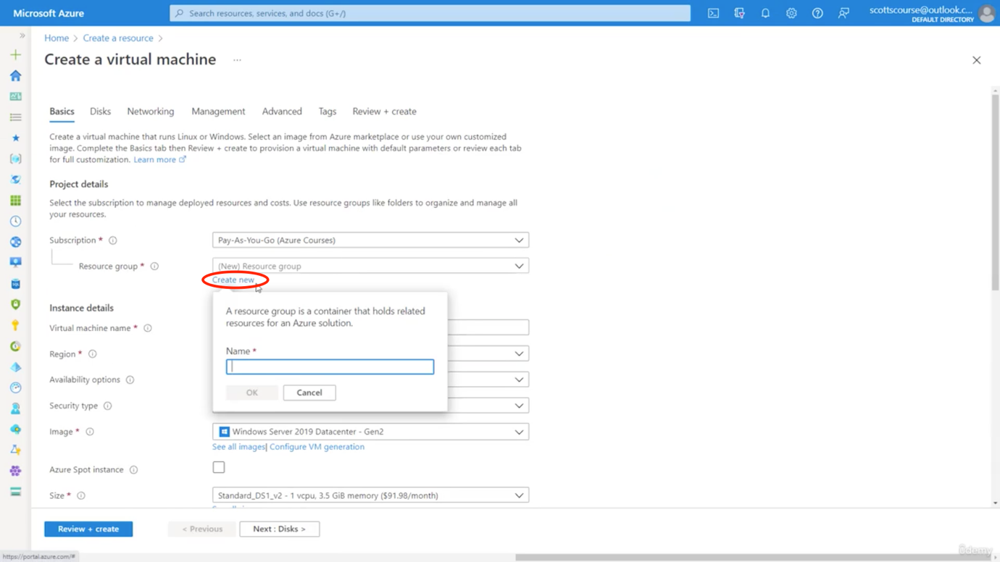 Microsoft Azure
Search resources, services, and docs (G+/)
scottscourse@outlook.c...
DEFAULT DIRECTORY
Home > Create a resource >
Create a virtual machine ...
Basics Disks Networking Management Advanced Tags Review + create
Create a virtual machine that runs Linux or Windows. Select an image from Azure marketplace or use your own customized
image. Complete the Basics tab then Review + create to provision a virtual machine with default parameters or review each tab
for full customization. Learn more
Project details
Select the subscription to manage deployed resources and costs. Use resource groups like folders to organize and manage all
your resources.
Subscription * Pay-As-You-Go (Azure Courses)
Resource group * (New) Resource group
Create new
A resource group is a container that holds related
resources for an Azure solution.
Name *
OK Cancel
Instance details
Virtual machine name *
Region *
Availability options
Security type
Image * Windows Server 2019 Datacenter - Gen2
See all images| Configure VM generation
Azure Spot instance
Size * Standard_DS1_v2 - 1 vcpu, 3.5 GiB memory ($91.98/month)
Review + create < Previous Next : Disks >
https://portal.azure.com/#